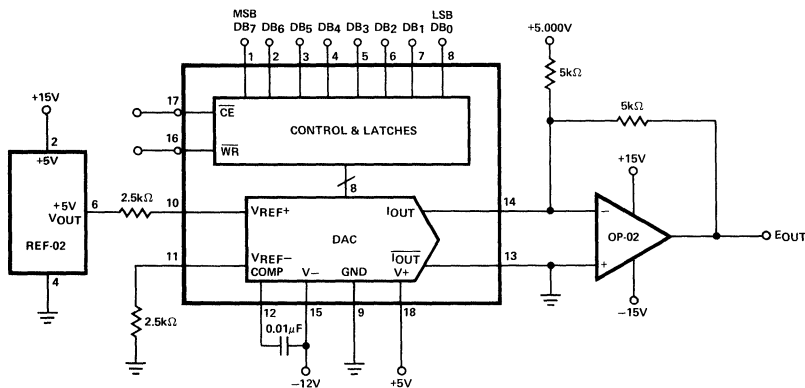 MSB LSB
DB7 DB6 DB5 DB4 DB3 DB2 DB1 DB0
1 2 3 4 5 6 7 8
+5.000V
5kΩ
5kΩ
17 CE
CONTROL & LATCHES
16 WR
8
+15V
2
+5V
+5V 6
VOUT
REF-02
4
2.5kΩ
10 VREF+
IOUT 14
DAC
11 VREF−
COMP V− GND V+
IOUT 13
12 15 9 18
2.5kΩ
0.01μF
−12V
+5V
+15V
−
OP-02
+
−15V
EOUT